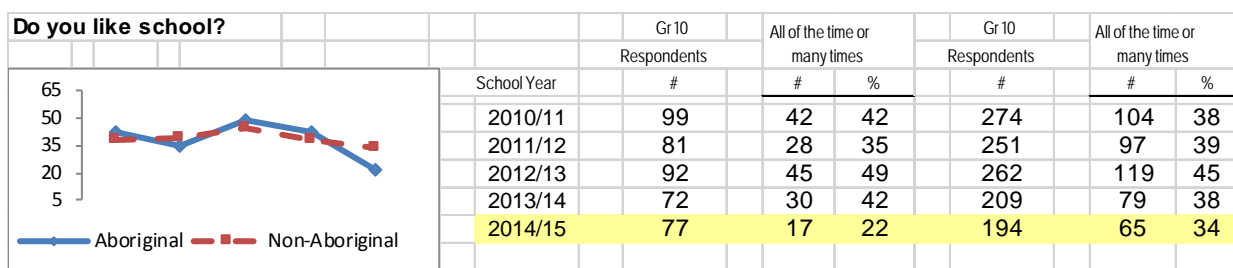 Do you like school?
Gr 10 All of the time or Gr 10 All of the time or
Respondents many times Respondents many times
School Year # # % # # %
2010/11 99 42 42 274 104 38
2011/12 81 28 35 251 97 39
2012/13 92 45 49 262 119 45
2013/14 72 30 42 209 79 38
2014/15 77 17 22 194 65 34
65
50
35
20
5
Aboriginal Non-Aboriginal